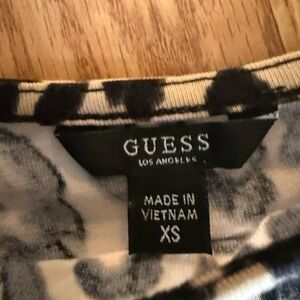 GUESS
LOS ANGELES
MADE IN
VIETNAM
XS